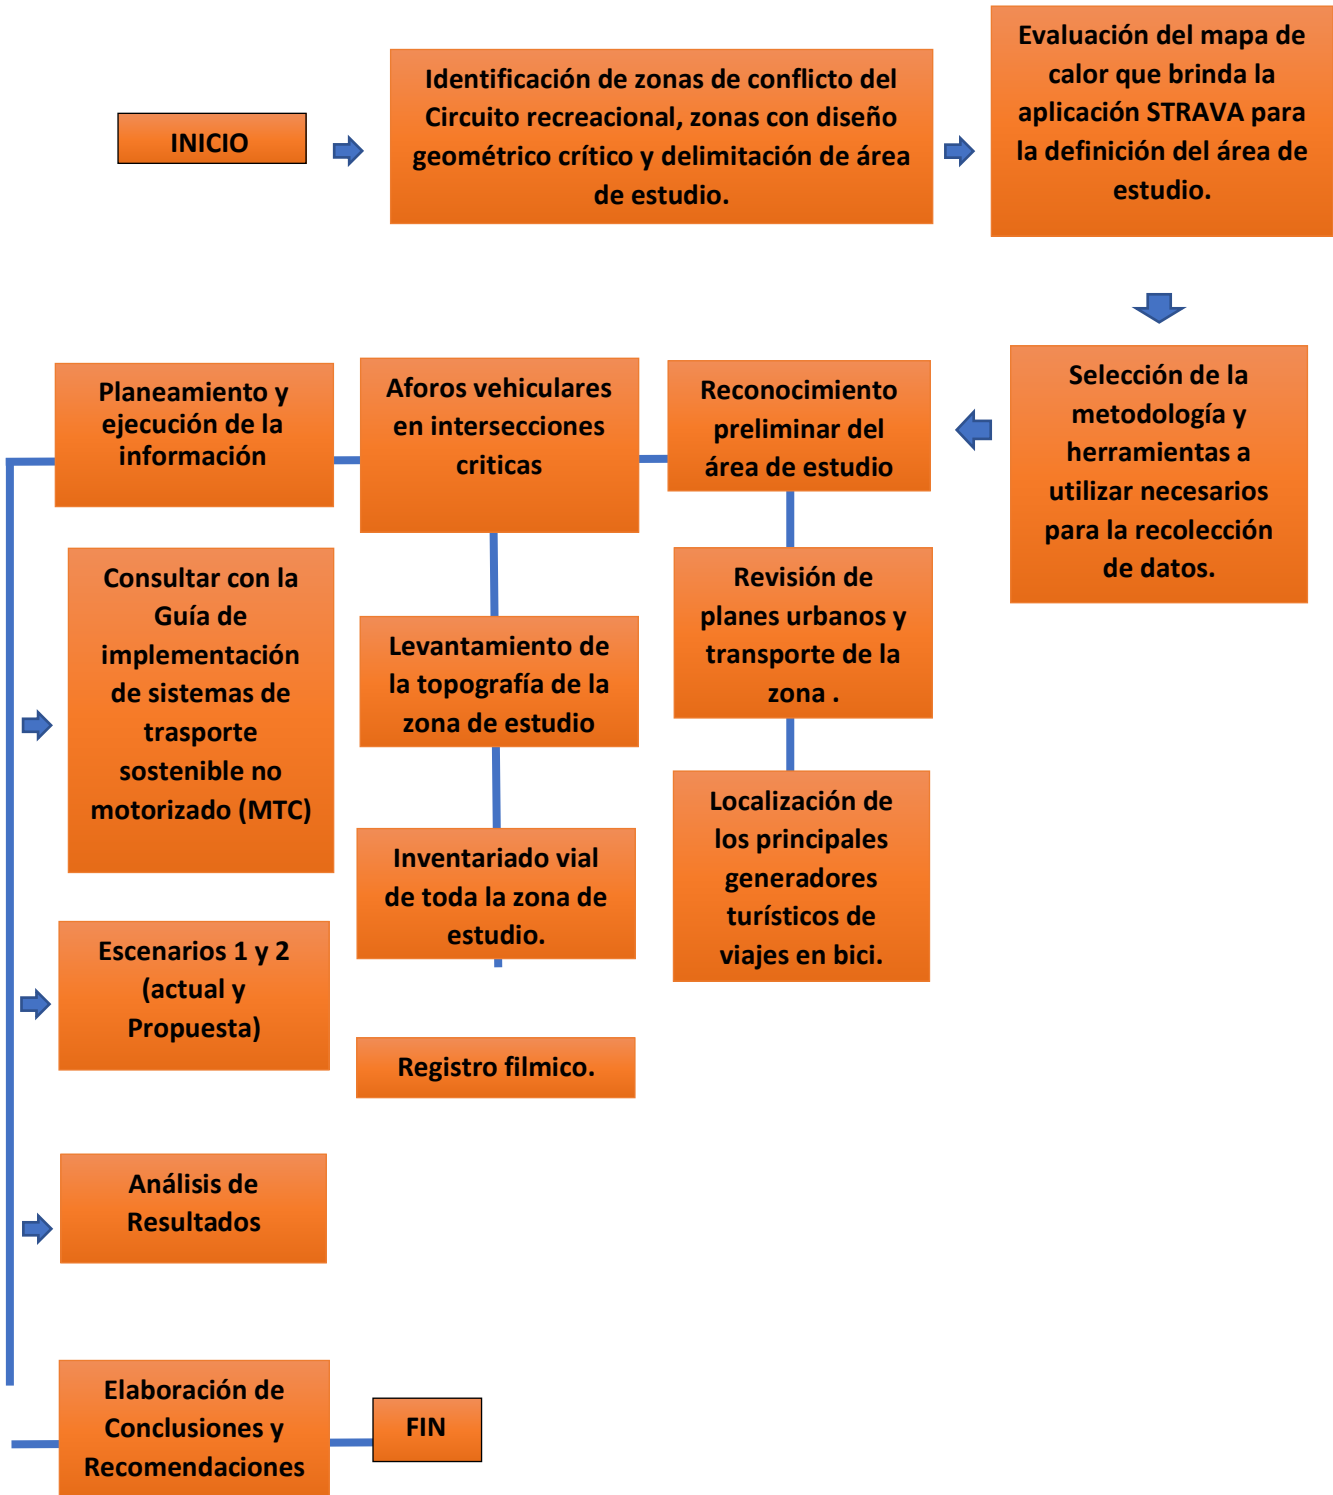 INICIO
Identificación de zonas de conflicto del
Circuito recreacional, zonas con diseño
geométrico crítico y delimitación de área
de estudio.
Evaluación del mapa de
calor que brinda la
aplicación STRAVA para
la definición del área de
estudio.
Selección de la
metodología y
herramientas a
utilizar necesarios
para la recolección
de datos.
Reconocimiento
preliminar del
área de estudio
Revisión de
planes urbanos y
transporte de la
zona .
Localización de
los principales
generadores
turísticos de
viajes en bici.
Aforos vehiculares
en intersecciones
criticas
Levantamiento de
la topografía de la
zona de estudio
Inventariado vial
de toda la zona de
estudio.
Registro filmico.
Planeamiento y
ejecución de la
información
Consultar con la
Guía de
implementación
de sistemas de
trasporte
sostenible no
motorizado (MTC)
Escenarios 1 y 2
(actual y
Propuesta)
Análisis de
Resultados
Elaboración de
Conclusiones y
Recomendaciones
FIN